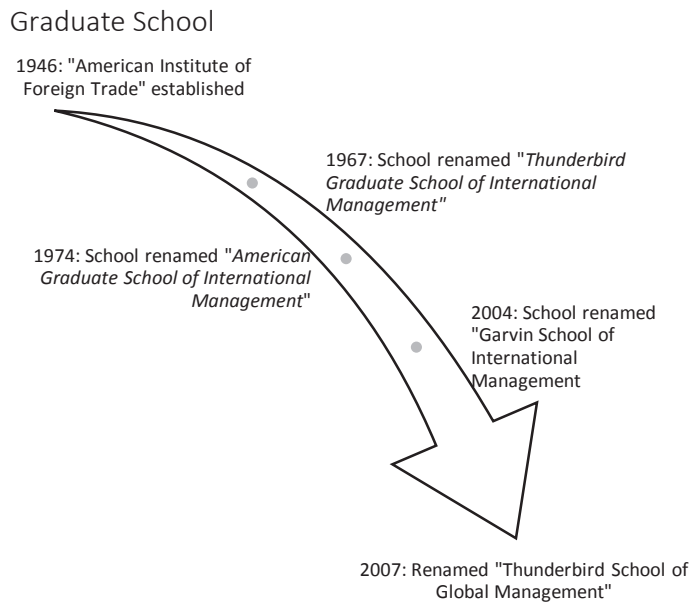 Graduate School
1946: "American Institute of
Foreign Trade" established
1967: School renamed "Thunderbird
Graduate School of International
Management"
1974: School renamed "American
Graduate School of International
Management"
2004: School renamed
"Garvin School of
International
Management
2007: Renamed "Thunderbird School of
Global Management"